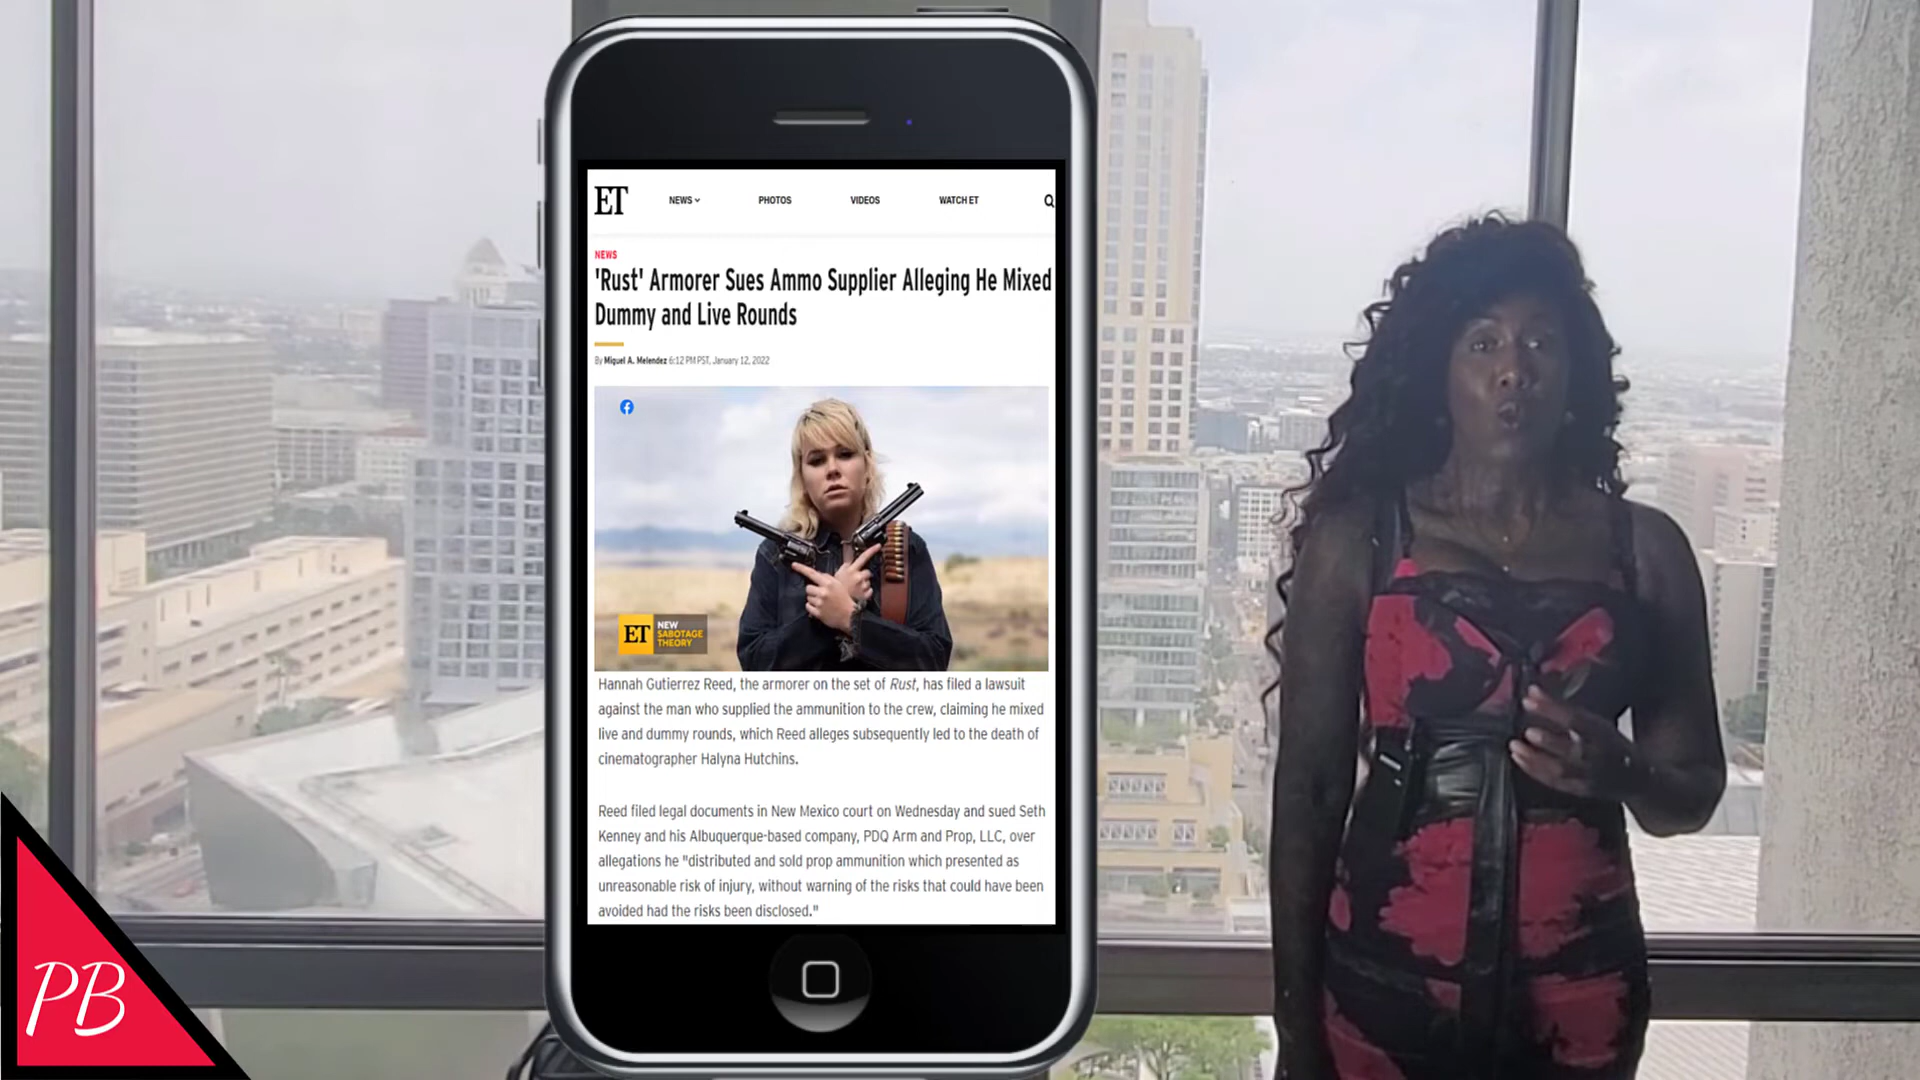 ET
NEWS
PHOTOS
VIDEOS
WATCH ET
NEWS
'Rust' Armorer Sues Ammo Supplier Alleging He Mixed
Dummy and Live Rounds
By Miguel A. Melendez 6:12 PM PST, January 12, 2022
ET
NEW
SABOTAGE
THEORY
Hannah Gutierrez Reed, the armorer on the set of Rust, has filed a lawsuit
against the man who supplied the ammunition to the crew, claiming he mixed
live and dummy rounds, which Reed alleges subsequently led to the death of
cinematographer Halyna Hutchins.
Reed filed legal documents in New Mexico court on Wednesday and sued Seth
Kenney and his Albuquerque-based company, PDQ Arm and Prop, LLC, over
allegations he "distributed and sold prop ammunition which presented as
unreasonable risk of injury, without warning of the risks that could have been
avoided had the risks been disclosed."
PB